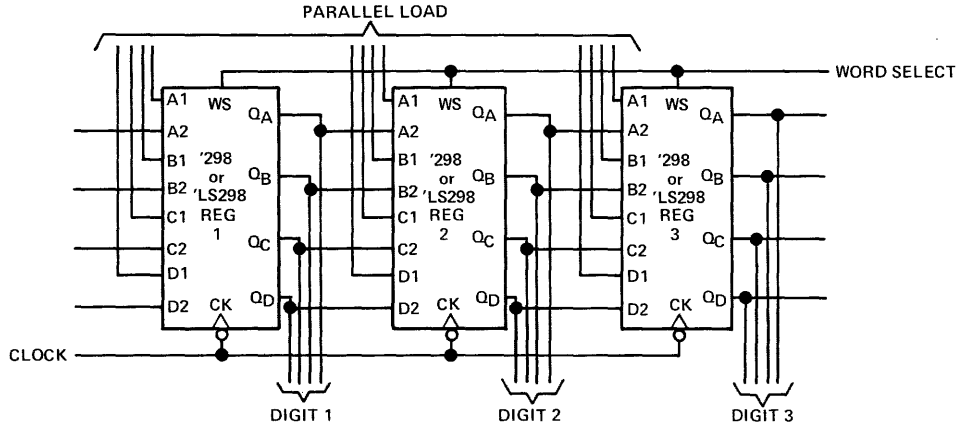 PARALLEL LOAD
WORD SELECT
A1 WS QA
A2
B1 '298 or 'LS298 REG 1 QB
B2
C1
C2 QC
D1
D2 CK QD
A1 WS QA
A2
B1 '298 or 'LS298 REG 2 QB
B2
C1
C2 QC
D1
D2 CK QD
A1 WS QA
A2
B1 '298 or 'LS298 REG 3 QB
B2
C1
C2 QC
D1
D2 CK QD
CLOCK
DIGIT 1 DIGIT 2 DIGIT 3